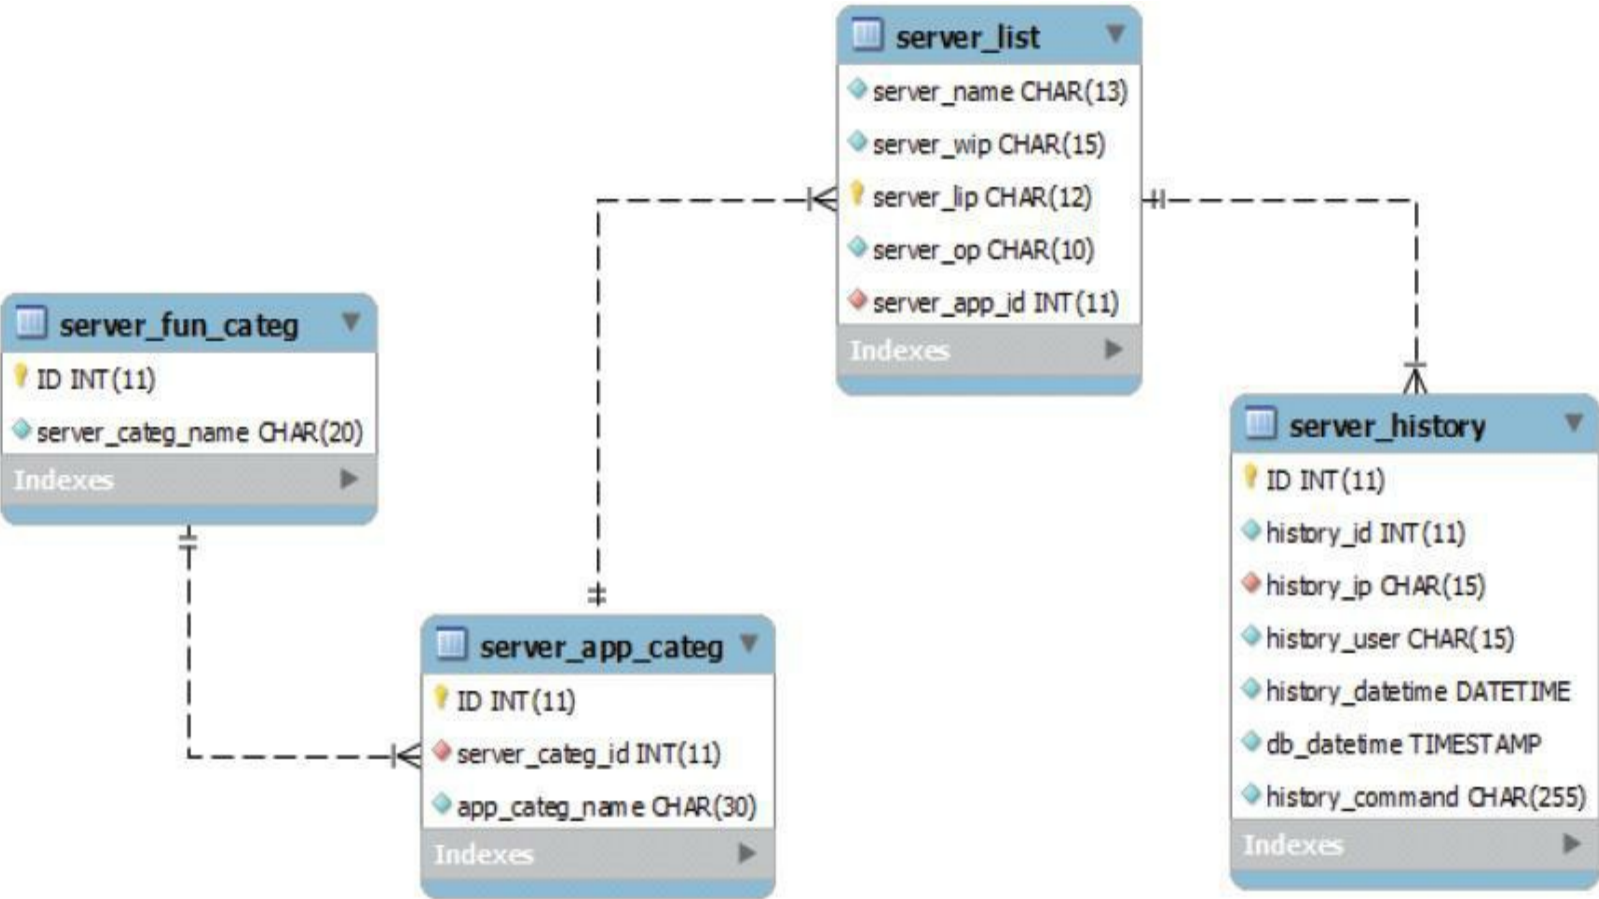 server_list
server_name CHAR(13)
server_wip CHAR(15)
server_lip CHAR(12)
server_op CHAR(10)
server_app_id INT(11)
Indexes
server_fun_categ
ID INT(11)
server_categ_name CHAR(20)
Indexes
server_app_categ
ID INT(11)
server_categ_id INT(11)
app_categ_name CHAR(30)
Indexes
server_history
ID INT(11)
history_id INT(11)
history_ip CHAR(15)
history_user CHAR(15)
history_datetime DATETIME
db_datetime TIMESTAMP
history_command CHAR(255)
Indexes